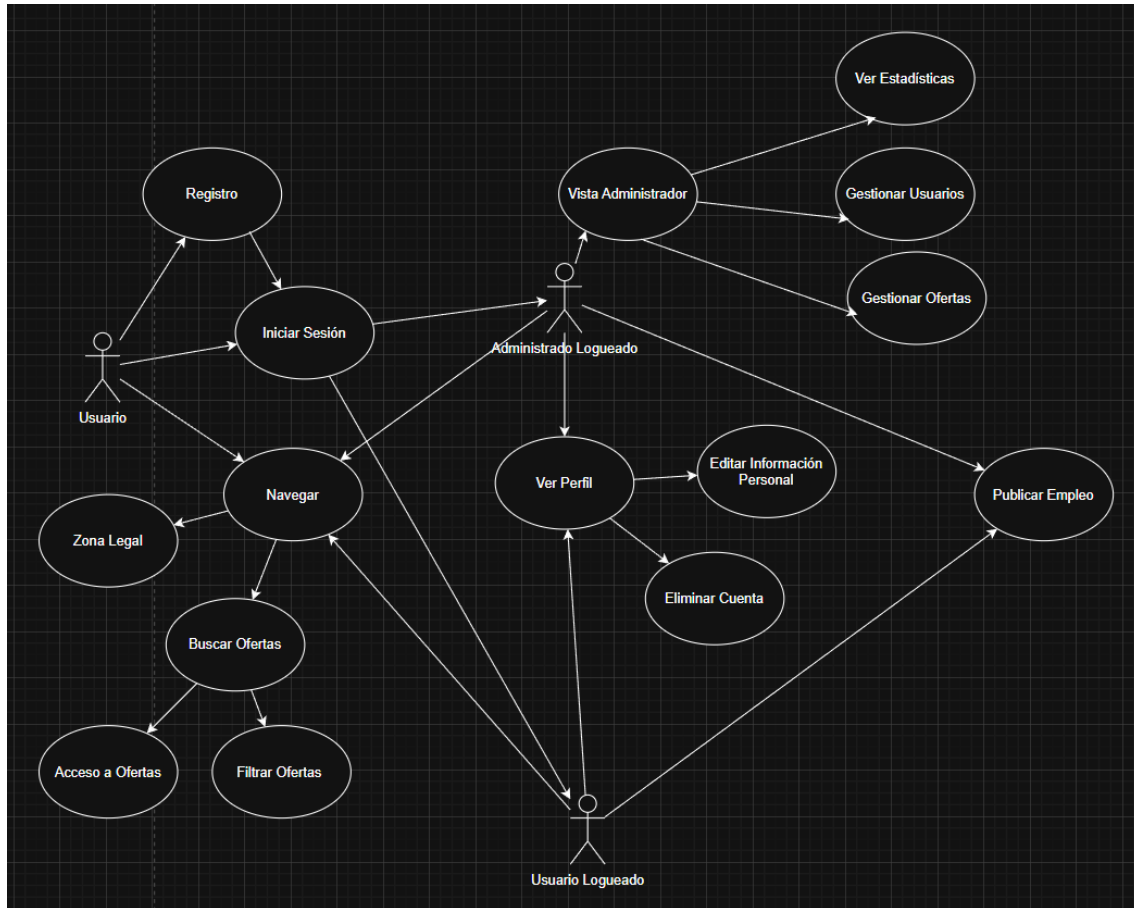 Ver Estadísticas
Registro
Vista Administrador
Gestionar Usuarios
Gestionar Ofertas
Iniciar Sesión
Administrado Logueado
Usuario
Editar Información
Personal
Ver Perfil
Navegar
Publicar Empleo
Zona Legal
Eliminar Cuenta
Buscar Ofertas
Acceso a Ofertas
Filtrar Ofertas
Usuario Logueado